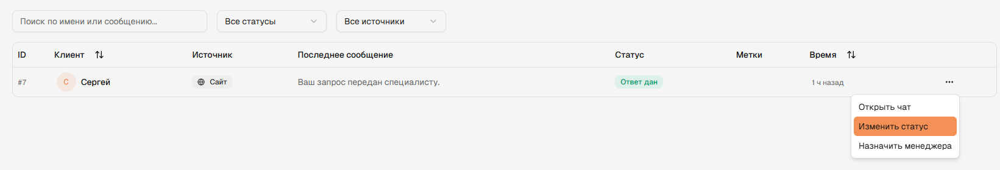 Поиск по имени или сообщению...
Все статусы
Все источники
ID Клиент Источник Последнее сообщение Статус Метки Время
#7 С Сергей Сайт Ваш запрос передан специалисту. Ответ дан 1 ч назад
Открыть чат
Изменить статус
Назначить менеджера